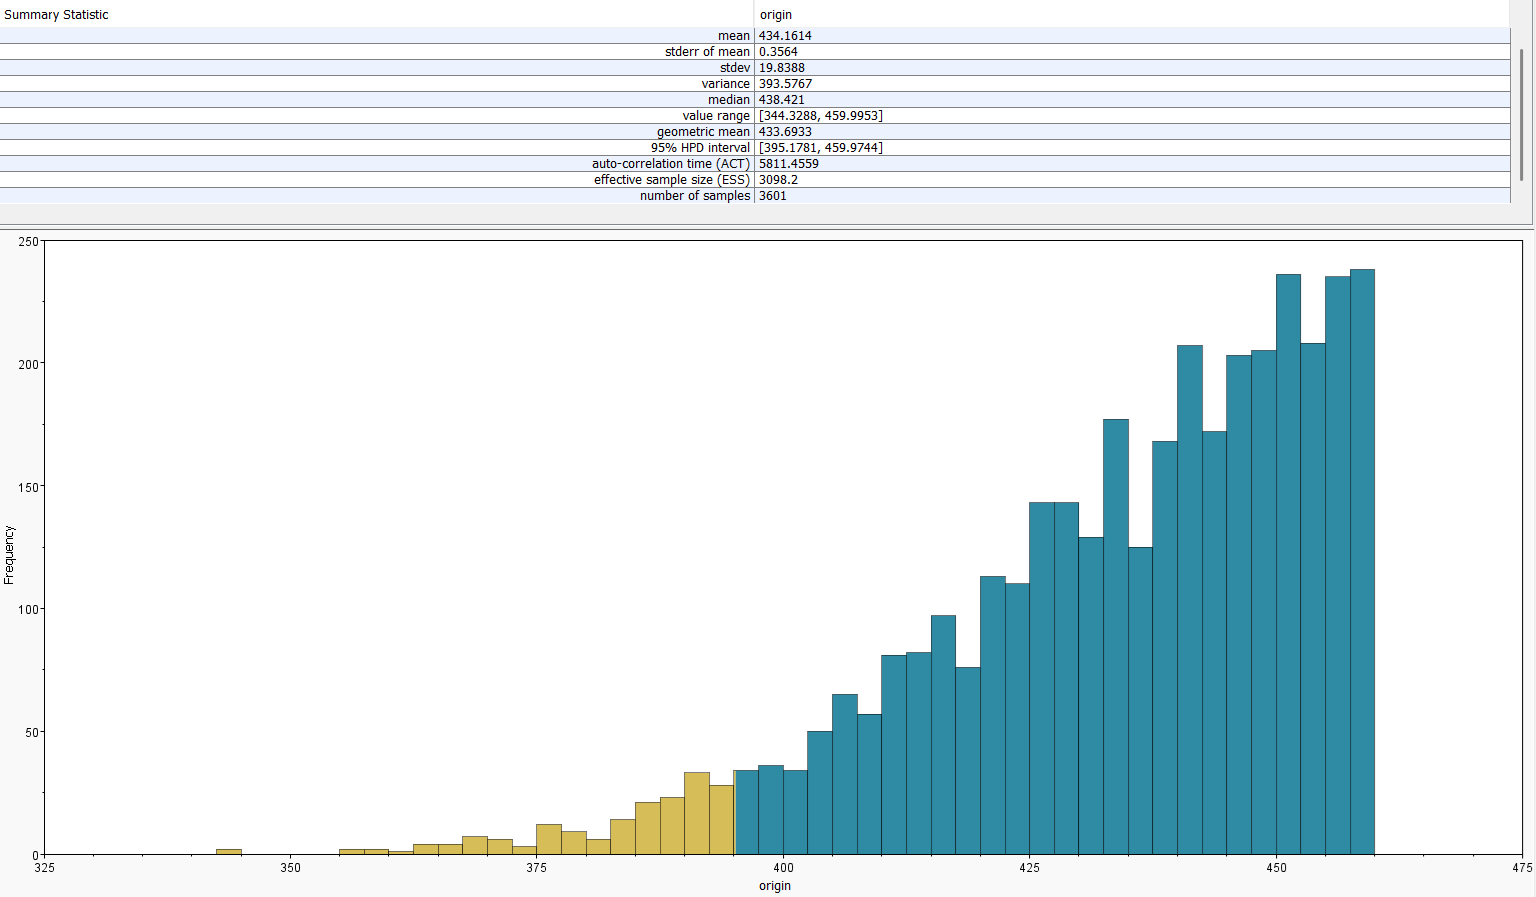 Summary Statistic origin
mean 434.1614
stderr of mean 0.3564
stdev 19.8388
variance 393.5767
median 438.421
value range [344.3288, 459.9953]
geometric mean 433.6933
95% HPD interval [395.1781, 459.9744]
auto-correlation time (ACT) 5811.4559
effective sample size (ESS) 3098.2
number of samples 3601
250
200
150
100
50
0
Frequency
325 350 375 400 425 450 475
origin